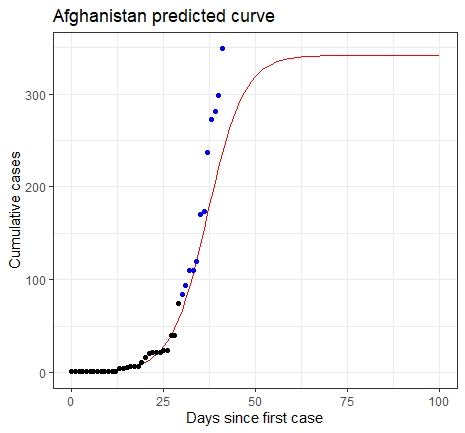 Afghanistan predicted curve
Cumulative cases
300
200
100
0
0 25 50 75 100
Days since first case